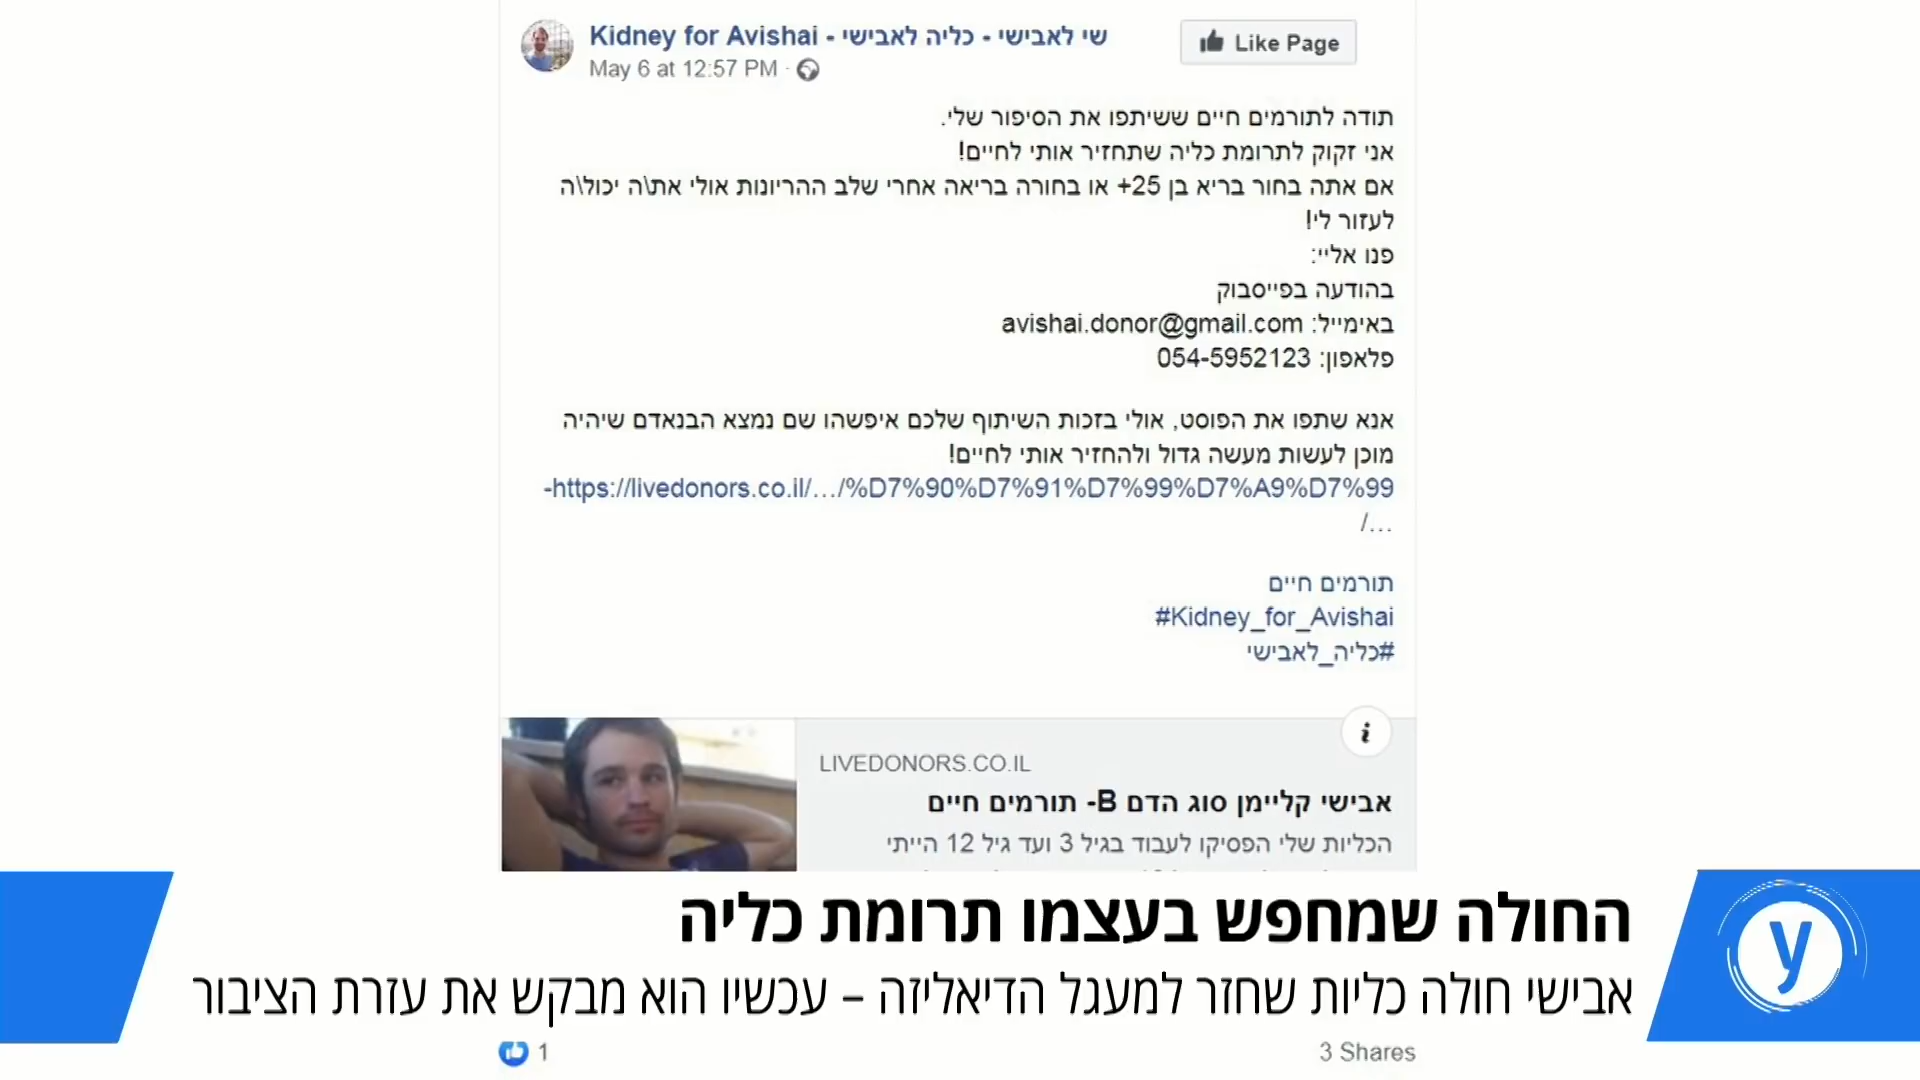 Kidney for Avishai - שי לאבישי - כליה לאבישי
Like Page
May 6 at 12:57 PM ·
תודה לתורמים חיים ששיתפו את הסיפור שלי.
אני זקוק לתרומת כליה שתחזיר אותי לחיים!
אם אתה בחור בריא בן 25+ או בחורה בריאה אחרי שלב ההריונות אולי את\ה יכול\ה
לעזור לי!
פנו אליי:
בהודעה בפייסבוק
באימייל: avishai.donor@gmail.com
פלאפון: 054-5952123
אנא שתפו את הפוסט, אולי בזכות השיתוף שלכם איפשהו שם נמצא הבנאדם שיהיה
מוכן לעשות מעשה גדול ולהחזיר אותי לחיים!
https://livedonors.co.il/…/%D7%90%D7%91%D7%99%D7%A9%D7%99-
…/
תורמים חיים
#Kidney_for_Avishai
#כליה_לאבישי
i
LIVEDONORS.CO.IL
אבישי קליימן סוג הדם B- תורמים חיים
הכליות שלי הפסיקו לעבוד בגיל 3 ועד גיל 12 הייתי
החולה שמחפש בעצמו תרומת כליה
אבישי חולה כליות שחזר למעגל הדיאליזה – עכשיו הוא מבקש את עזרת הציבור
y
1
3 Shares